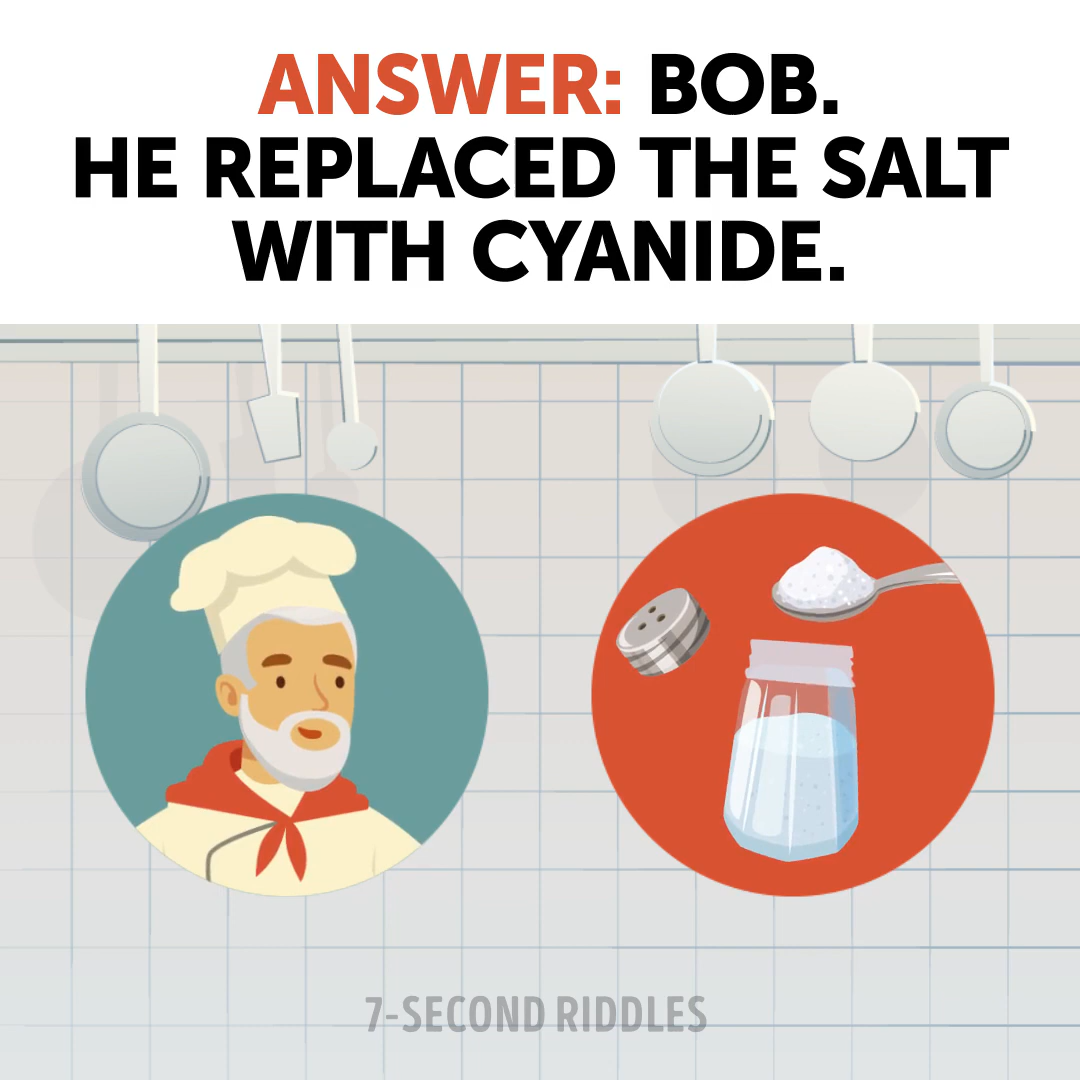 ANSWER: BOB.
HE REPLACED THE SALT
WITH CYANIDE.
7-SECOND RIDDLES